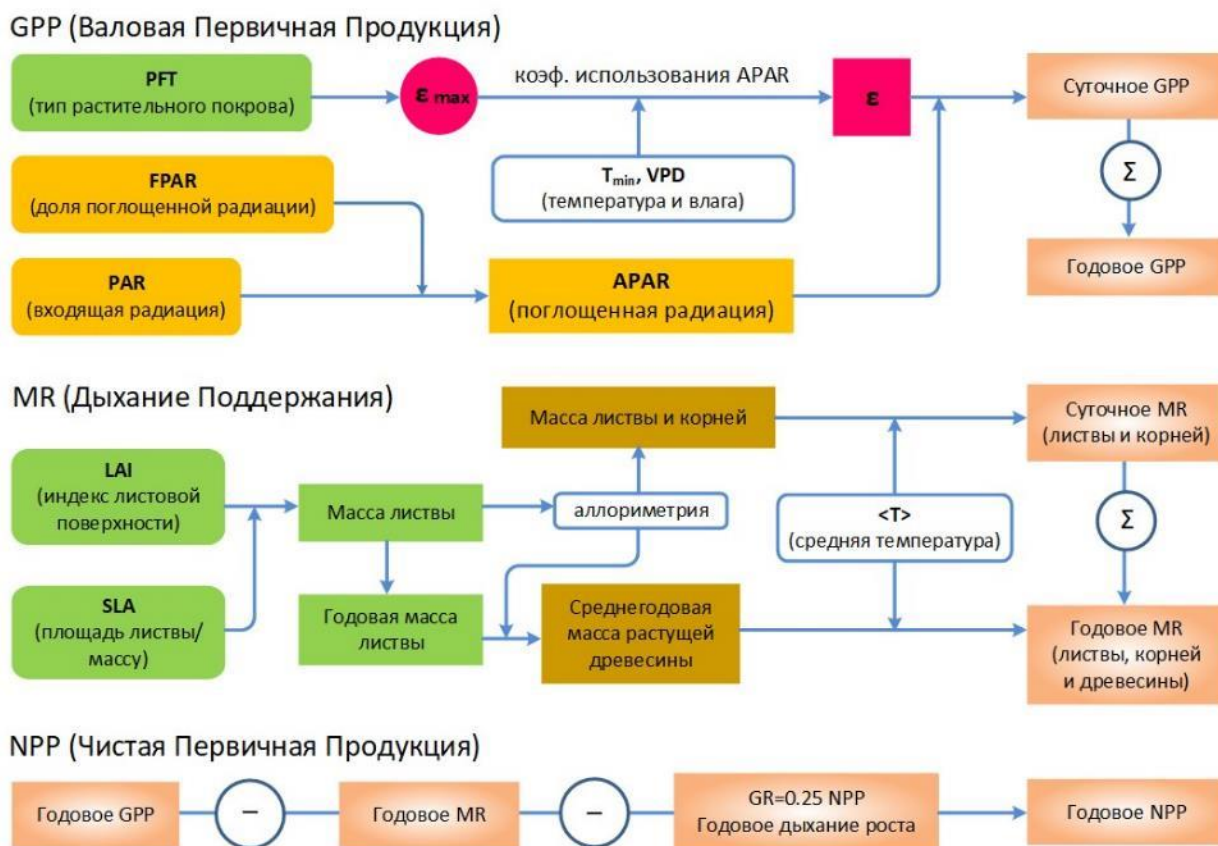 GPP (Валовая Первичная Продукция)
PFT
(тип растительного покрова)
ε max
коэф. использования APAR
ε
Суточное GPP
FPAR
(доля поглощенной радиации)
Tmin, VPD
(температура и влага)
Σ
PAR
(входящая радиация)
APAR
(поглощенная радиация)
Годовое GPP
MR (Дыхание Поддержания)
Масса листвы и корней
Суточное MR
(листвы и корней)
LAI
(индекс листовой
поверхности)
Масса листвы
аллориметрия
<T>
(средняя температура)
Σ
SLA
(площадь листвы/
массу)
Годовая масса
листвы
Среднегодовая
масса растущей
древесины
Годовое MR
(листвы, корней
и древесины)
NPP (Чистая Первичная Продукция)
Годовое GPP
–
Годовое MR
–
GR=0.25 NPP
Годовое дыхание роста
Годовое NPP